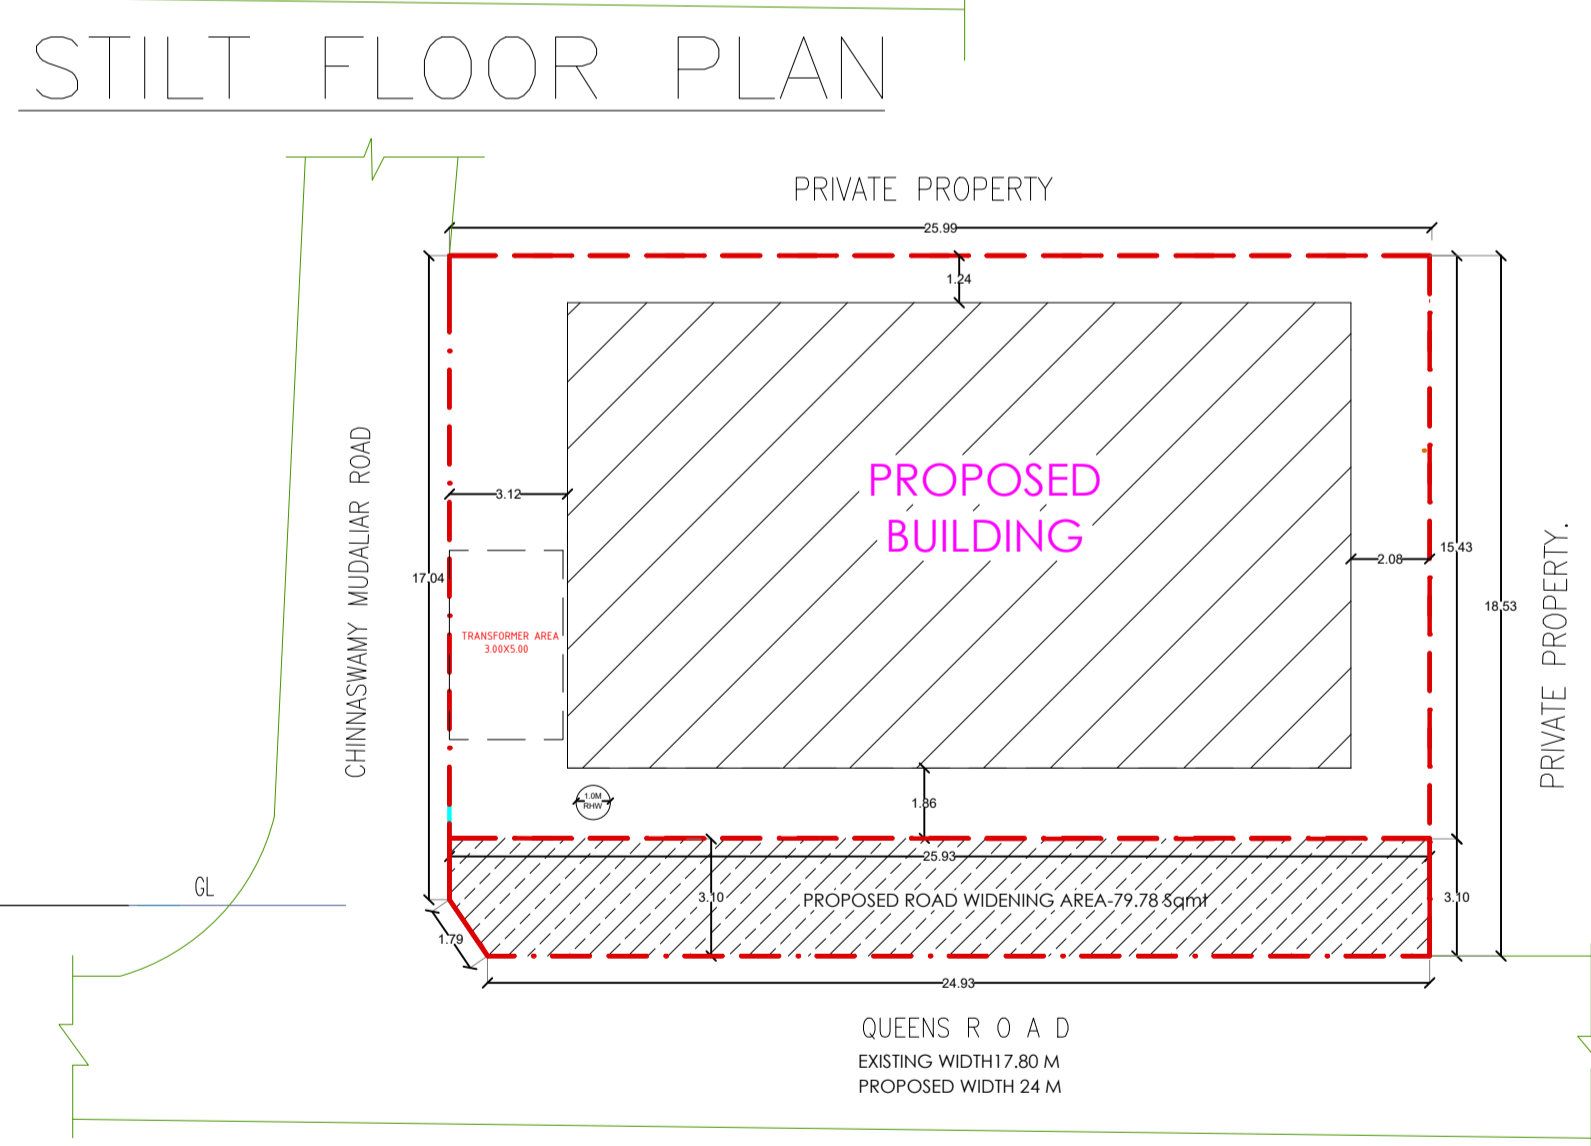 STILT FLOOR PLAN
PRIVATE PROPERTY
25.99
1.24
PROPOSED
BUILDING
3.12
CHINNASWAMY MUDALIAR ROAD
17.04
TRANSFORMER AREA
3.00X5.00
2.08
15.43
18.53
PRIVATE PROPERTY.
1.0M
RHW
1.86
25.93
3.10
PROPOSED ROAD WIDENING AREA-79.78 Sqmt
3.10
GL
1.79
24.93
QUEENS R O A D
EXISTING WIDTH17.80 M
PROPOSED WIDTH 24 M